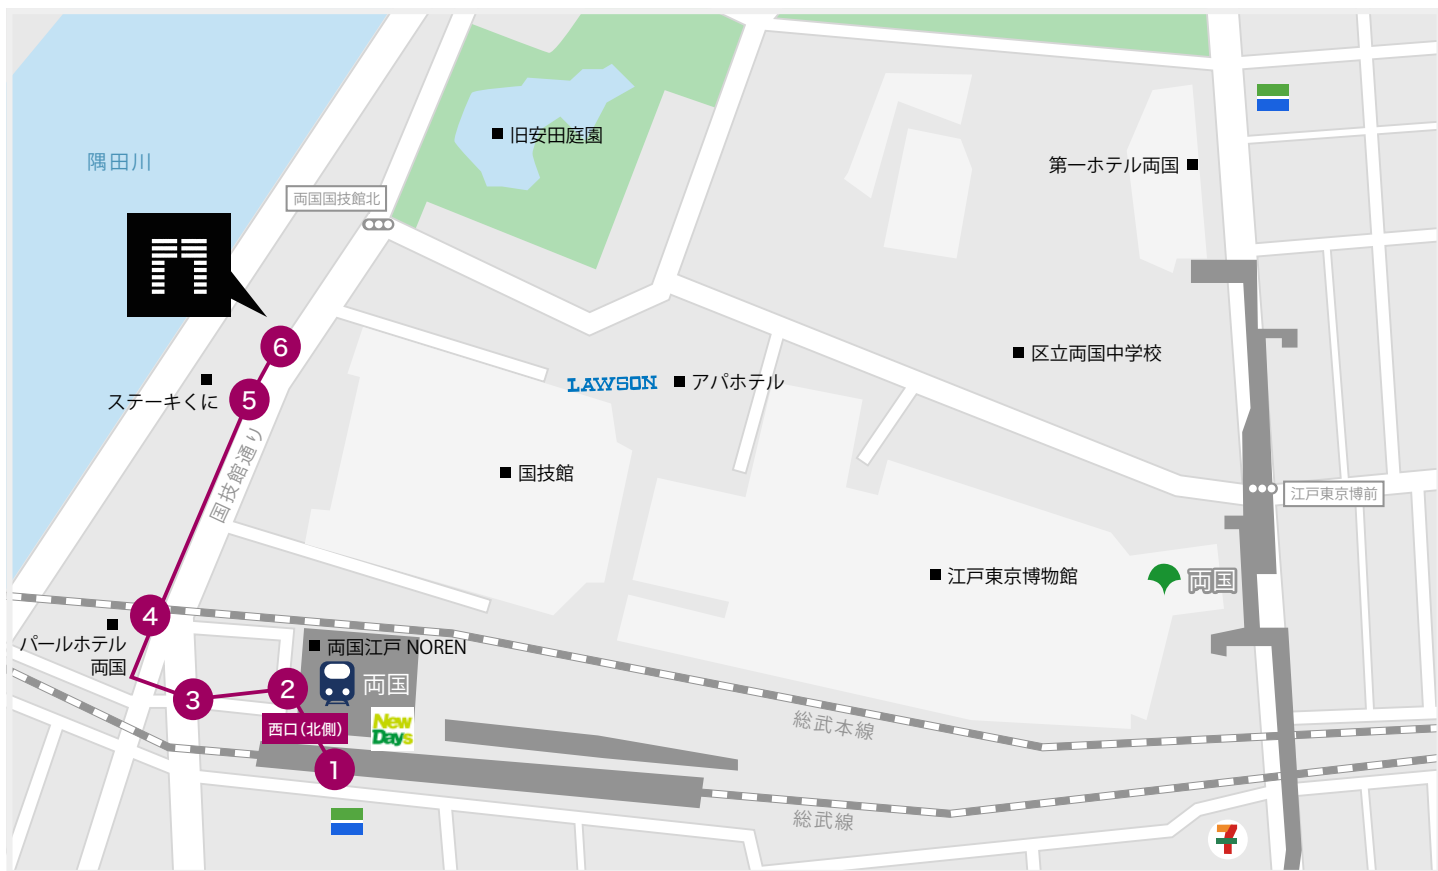 旧安田庭園
隅田川
第一ホテル両国
両国国技館北
6
区立両国中学校
LAWSON
アパホテル
ステーキくに
5
国技館通り
国技館
江戸東京博前
江戸東京博物館
両国
4
パールホテル
両国
両国江戸 NOREN
2
両国
3
西口(北側)
New
Days
総武本線
1
総武線
7